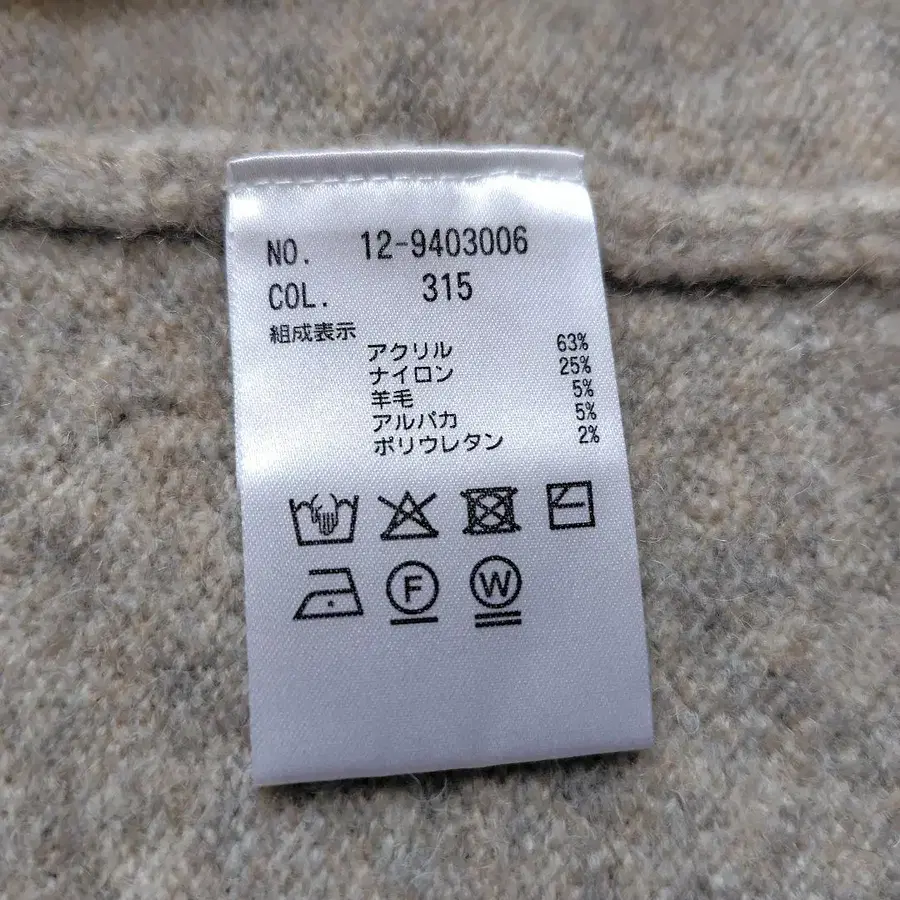 NO. 12-9403006
COL. 315
組成表示
アクリル 63%
ナイロン 25%
羊毛 5%
アルパカ 5%
ポリウレタン 2%
F W